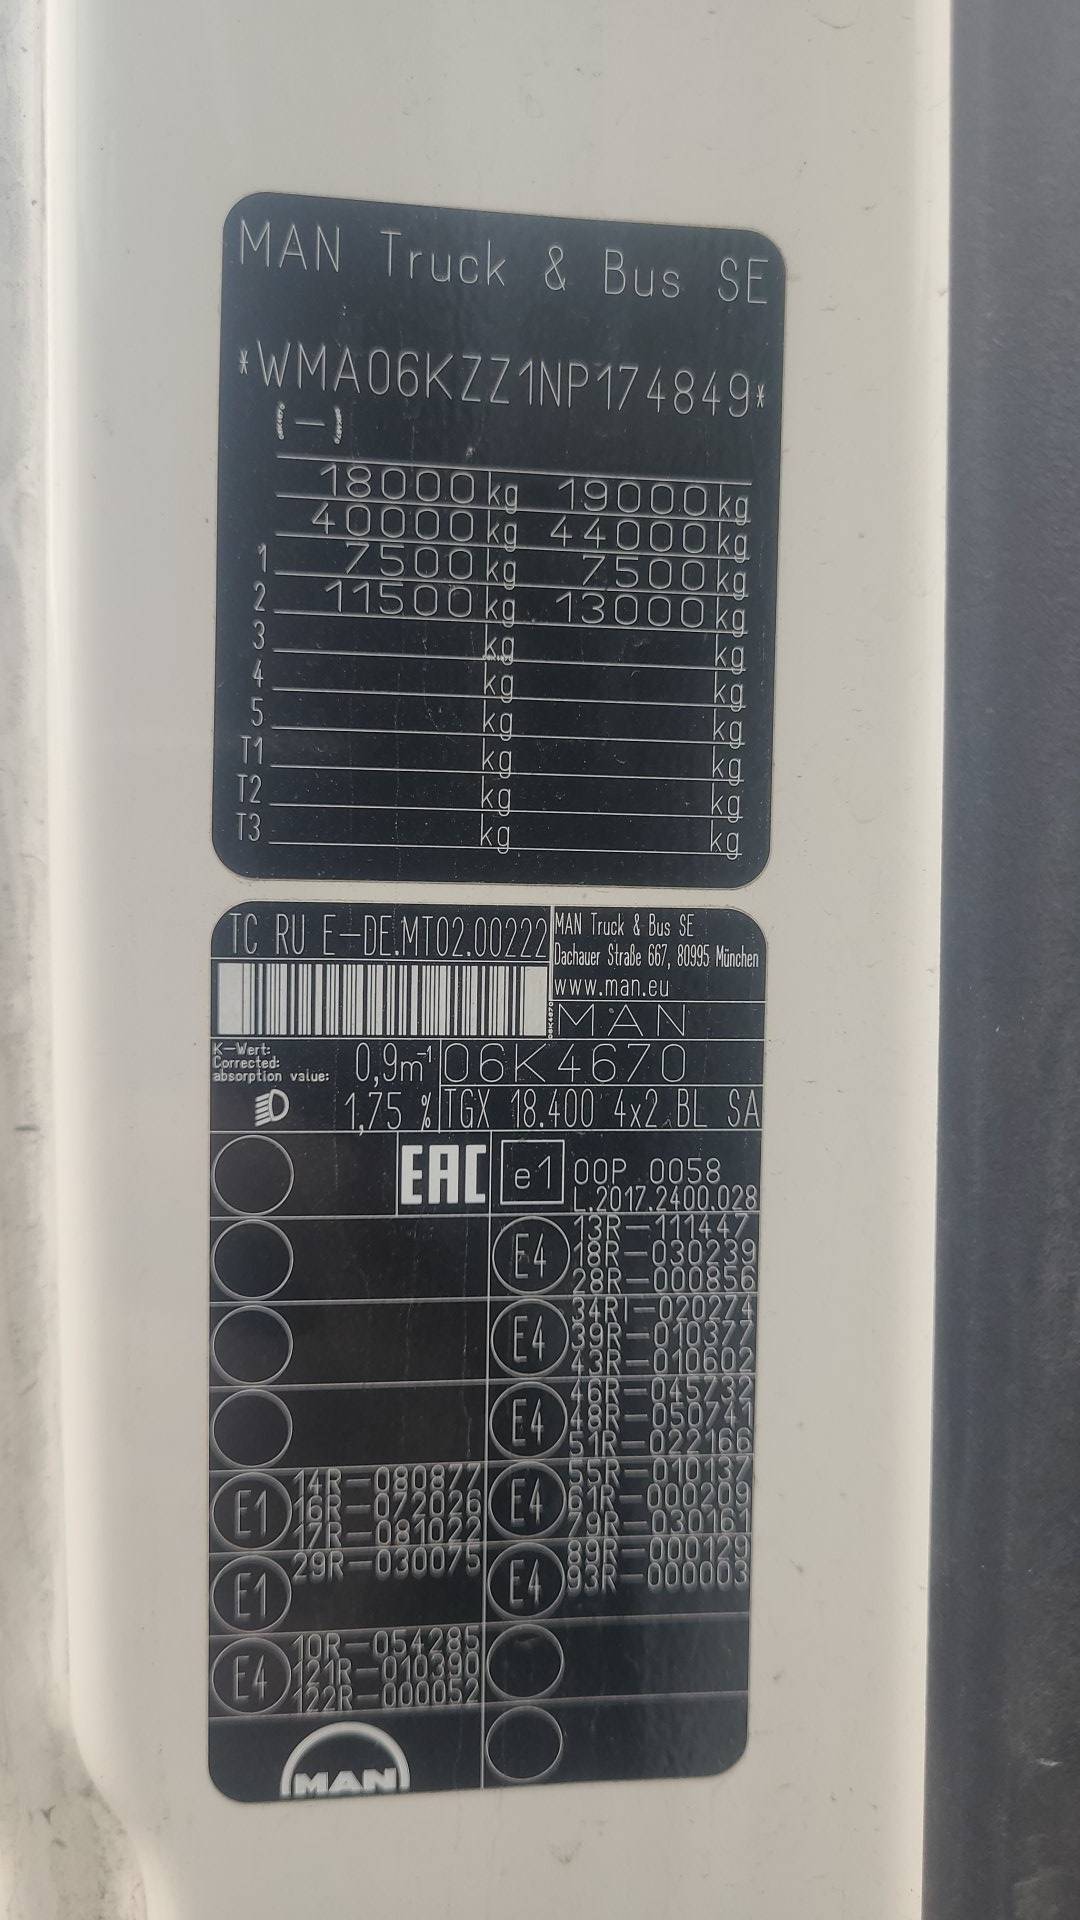 MAN Truck & Bus SE
*WMA06KZZ1NP174849*
(—)
18000 kg 19000 kg
40000 kg 44000 kg
1 7500 kg 7500 kg
2 11500 kg 13000 kg
3 kg kg
4 kg kg
5 kg kg
T1 kg kg
T2 kg kg
T3 kg kg
TC RU E-DE.MT02.00222
MAN Truck & Bus SE
Dachauer Straße 667, 80995 München
www.man.eu
MAN
K-Wert:
Corrected:
absorption value: 0,9m⁻¹
06K4670
1,75 %
TGX 18.400 4x2 BL SA
EAC
e1 00P 0058
L.2017.2400.028
E4 13R-111447
18R-030239
28R-000856
E4 34RI-020274
39R-010377
43R-010602
E4 46R-045732
48R-050741
51R-022166
E1 14R-080877
16R-072026
17R-081022
E4 55R-010137
61R-000209
79R-030161
E1 29R-030075
E4 89R-000129
93R-000003
E4 10R-054285
121R-010390
122R-000052
MAN